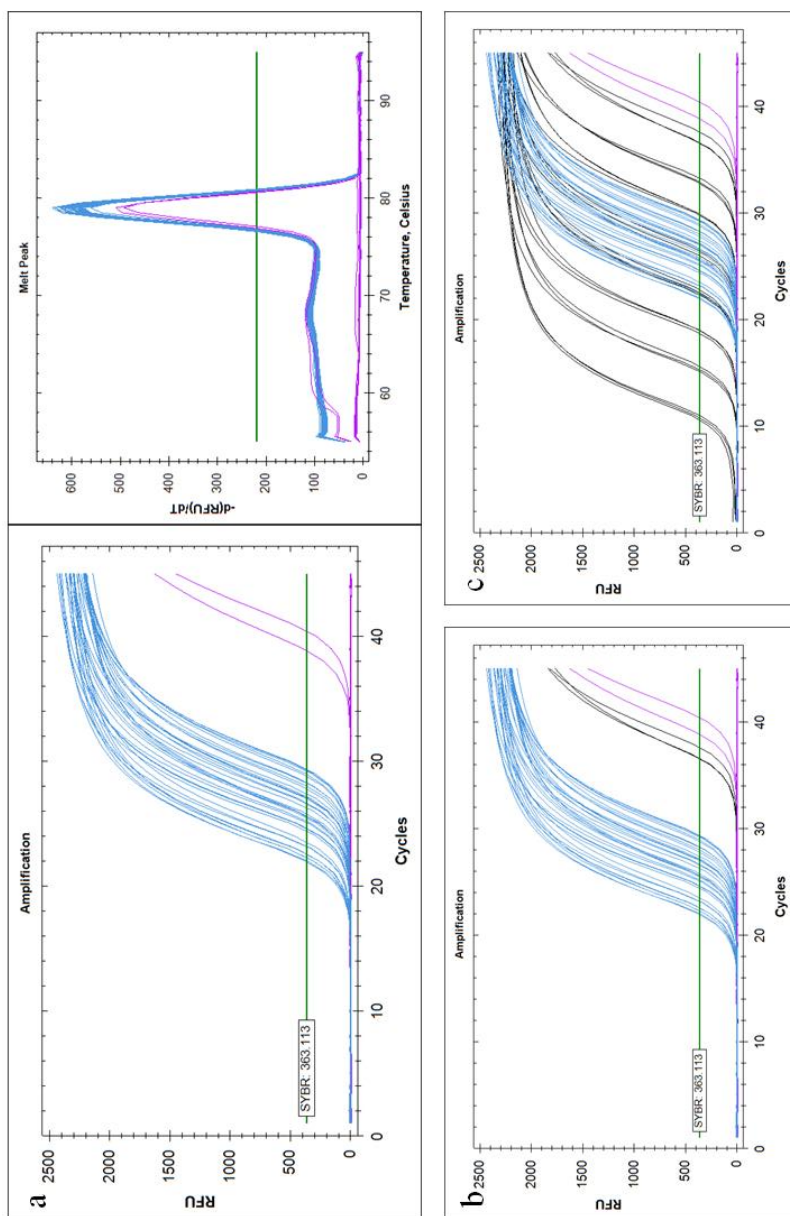 a
Amplification
RFU
2500
2000
1500
1000
500
0
SYBR: 363.113
0 10 20 30 40
Cycles
Melt Peak
-d(RFU)/dT
600
500
400
300
200
100
0
60 70 80 90
Temperature, Celsius
b
Amplification
RFU
2500
2000
1500
1000
500
0
SYBR: 363.113
0 10 20 30 40
Cycles
c
Amplification
RFU
2500
2000
1500
1000
500
0
SYBR: 363.113
0 10 20 30 40
Cycles